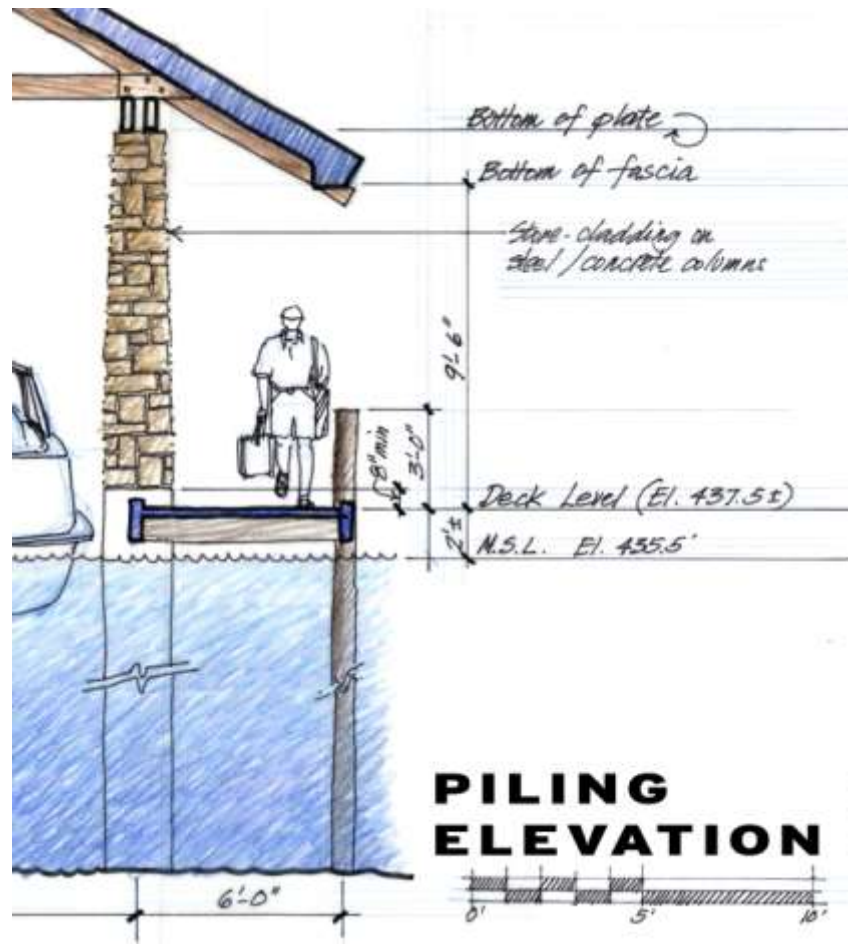 Bottom of plate
Bottom of fascia
Stone-cladding on
steel/concrete columns
9'-6"
8" min
3'-0"
Deck Level (El. 437.5±)
2'±
M.S.L. El. 435.5'
PILING
ELEVATION
6'-0"
0' 5' 10'